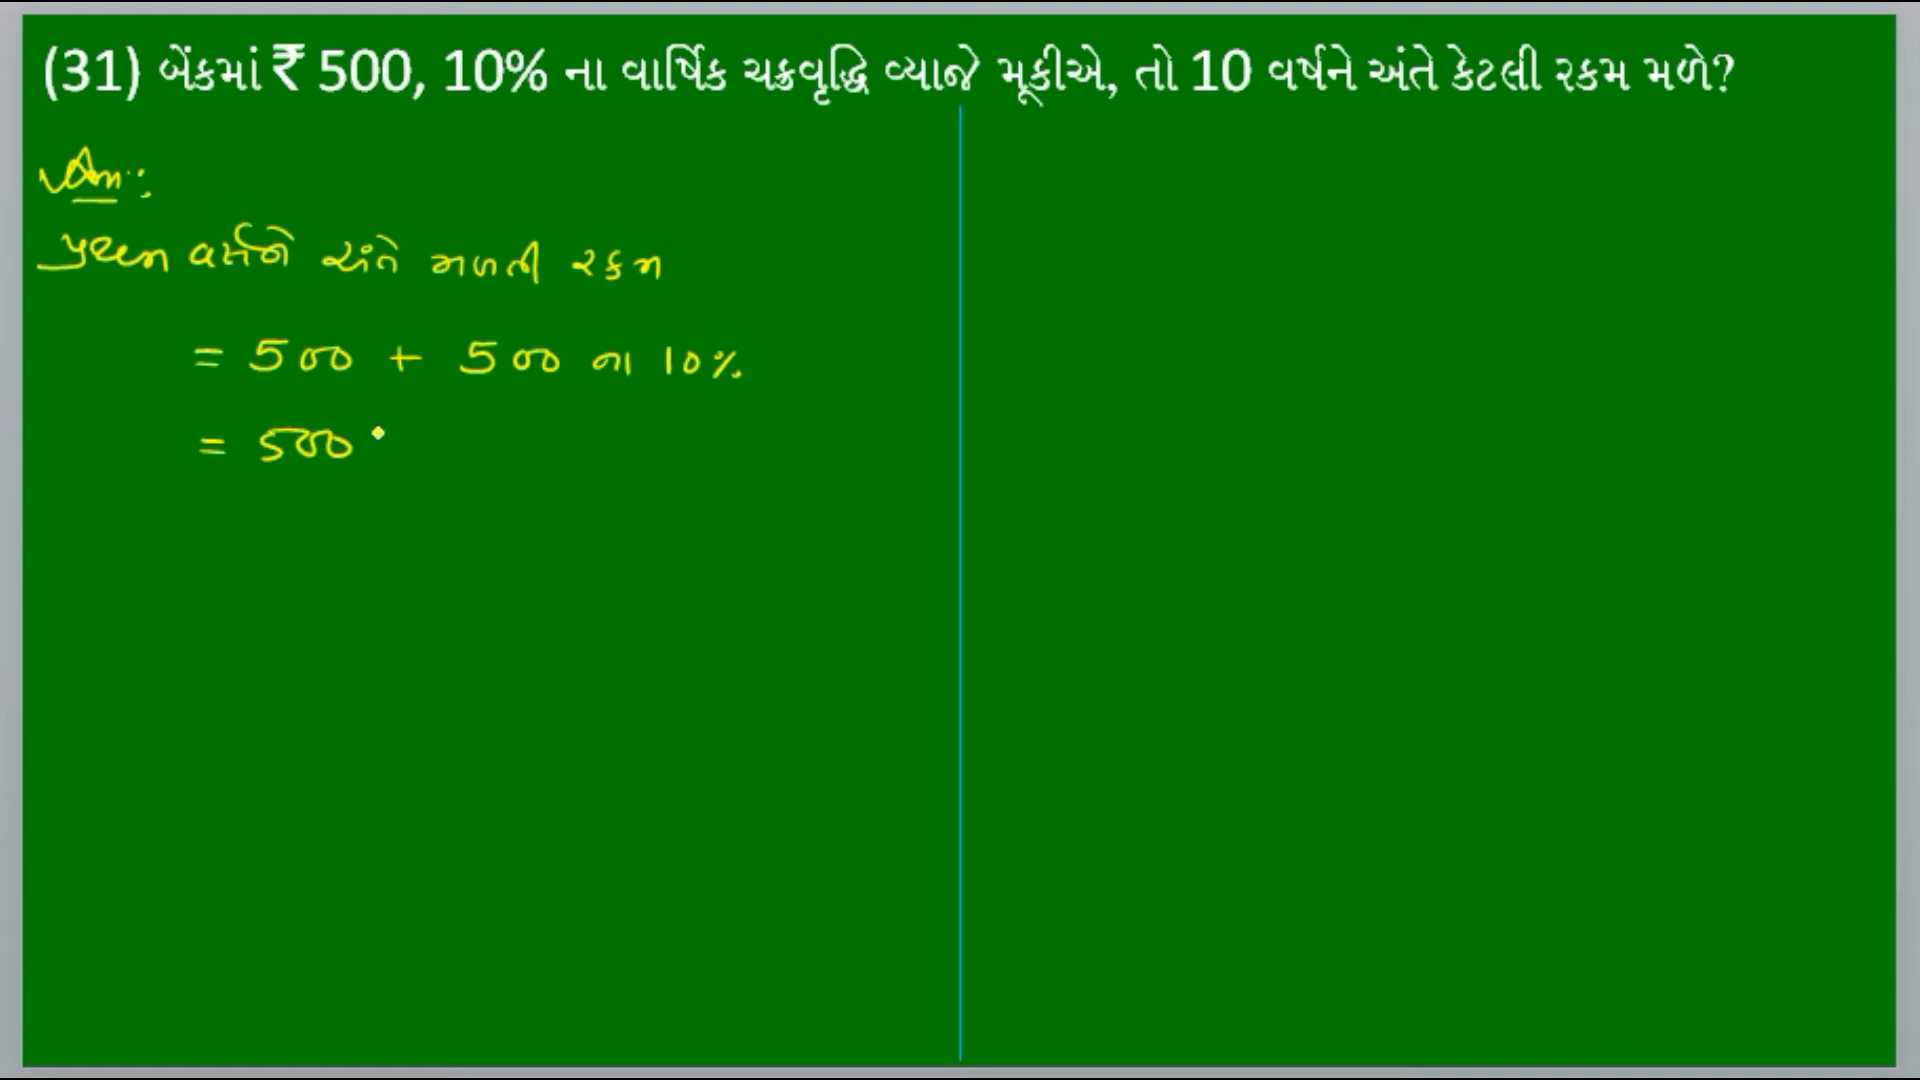 (31) બેંકમાં ₹ 500, 10% ના વાર્ષિક ચક્રવૃદ્ધિ વ્યાજે મૂકીએ, તો 10 વર્ષને અંતે કેટલી રકમ મળે?
Ans:
પ્રથમ વર્ષને અંતે મળતી રકમ
= 500 + 500 ના 10%
= 500